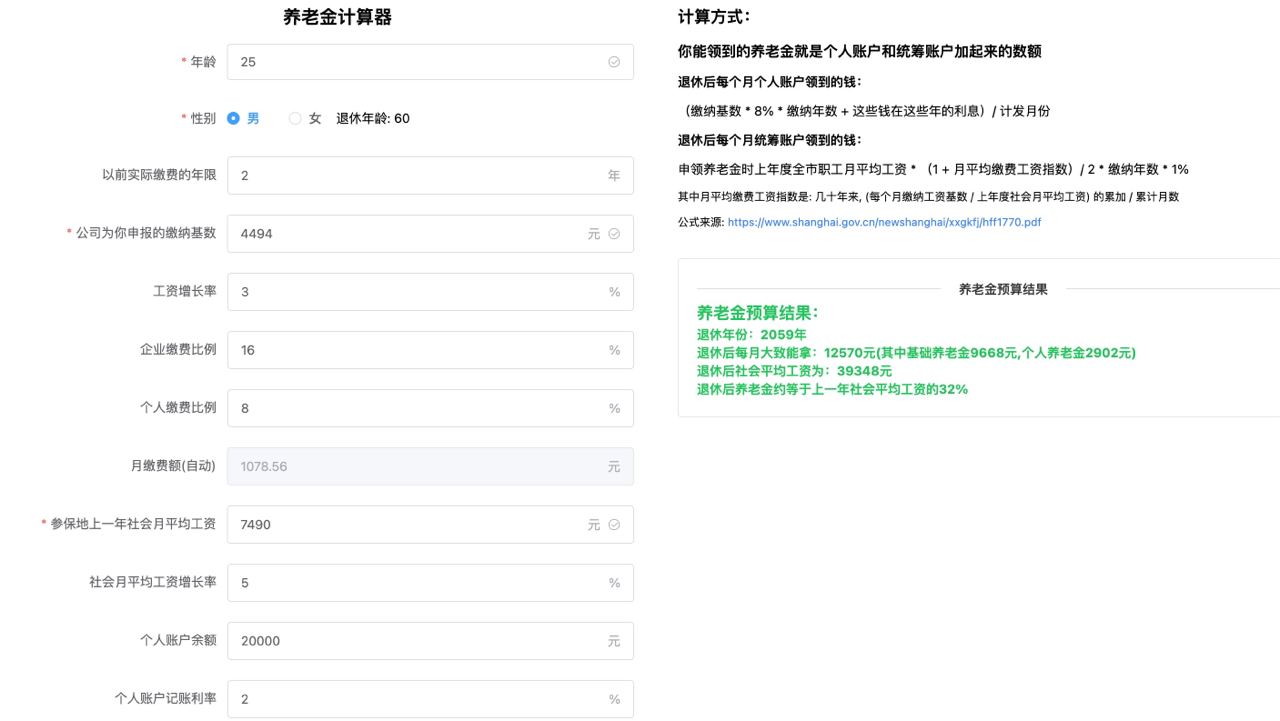 养老金计算器
* 年龄 25
* 性别 男 女 退休年龄: 60
以前实际缴费的年限 2 年
* 公司为你申报的缴纳基数 4494 元
工资增长率 3 %
企业缴费比例 16 %
个人缴费比例 8 %
月缴费额(自动) 1078.56 元
* 参保地上一年社会月平均工资 7490 元
社会月平均工资增长率 5 %
个人账户余额 20000 元
个人账户记账利率 2 %
计算方式：
你能领到的养老金就是个人账户和统筹账户加起来的数额
退休后每个月个人账户领到的钱：
（缴纳基数 * 8% * 缴纳年数 + 这些钱在这些年的利息）/ 计发月份
退休后每个月统筹账户领到的钱：
申领养老金时上年度全市职工月平均工资 * （1 + 月平均缴费工资指数）/ 2 * 缴纳年数 * 1%
其中月平均缴费工资指数是: 几十年来, (每个月缴纳工资基数 / 上年度社会月平均工资) 的累加 / 累计月数
公式来源: https://www.shanghai.gov.cn/newshanghai/xxgkfj/hff1770.pdf
养老金预算结果
养老金预算结果：
退休年份：2059年
退休后每月大致能拿：12570元(其中基础养老金9668元,个人养老金2902元)
退休后社会平均工资为：39348元
退休后养老金约等于上一年社会平均工资的32%